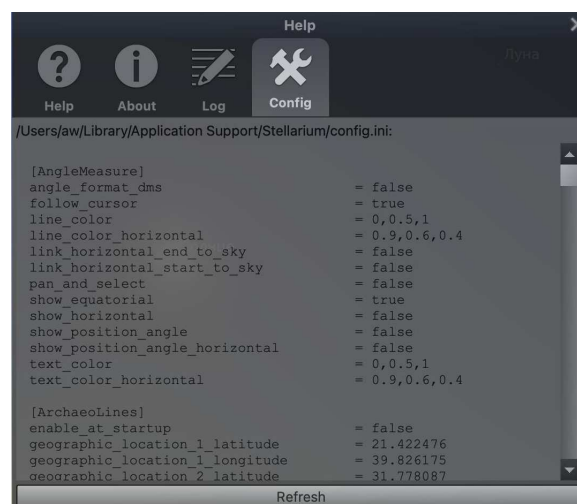 Help
Луна
Help About Log Config
/Users/aw/Library/Application Support/Stellarium/config.ini:
[AngleMeasure]
angle_format_dms = false
follow_cursor = true
line_color = 0,0.5,1
line_color_horizontal = 0.9,0.6,0.4
link_horizontal_end_to_sky = false
link_horizontal_start_to_sky = false
pan_and_select = false
show_equatorial = true
show_horizontal = false
show_position_angle = false
show_position_angle_horizontal = false
text_color = 0,0.5,1
text_color_horizontal = 0.9,0.6,0.4
[ArchaeoLines]
enable_at_startup = false
geographic_location_1_latitude = 21.422476
geographic_location_1_longitude = 39.826175
geographic_location_2_latitude = 31.778087
Refresh